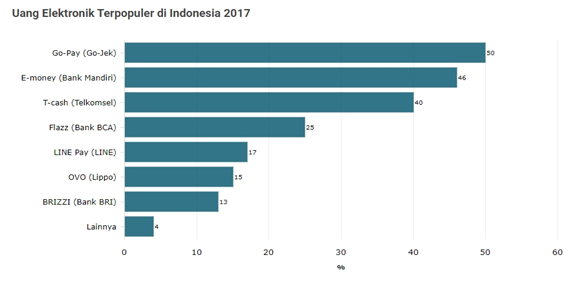 Uang Elektronik Terpopuler di Indonesia 2017
Go-Pay (Go-Jek) 50
E-money (Bank Mandiri) 46
T-cash (Telkomsel) 40
Flazz (Bank BCA) 25
LINE Pay (LINE) 17
OVO (Lippo) 15
BRIZZI (Bank BRI) 13
Lainnya 4
0 10 20 30 40 50 60
%